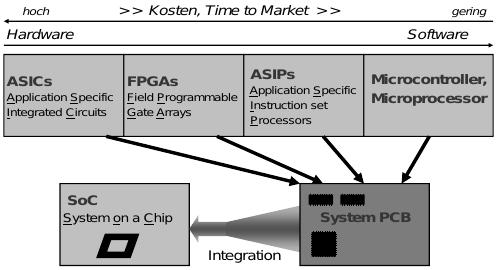 hoch >> Kosten, Time to Market >> gering
Hardware Software
ASICs
Application Specific
Integrated Circuits
FPGAs
Field Programmable
Gate Arrays
ASIPs
Application Specific
Instruction set
Processors
Microcontroller,
Microprocessor
SoC
System on a Chip
Integration
System PCB